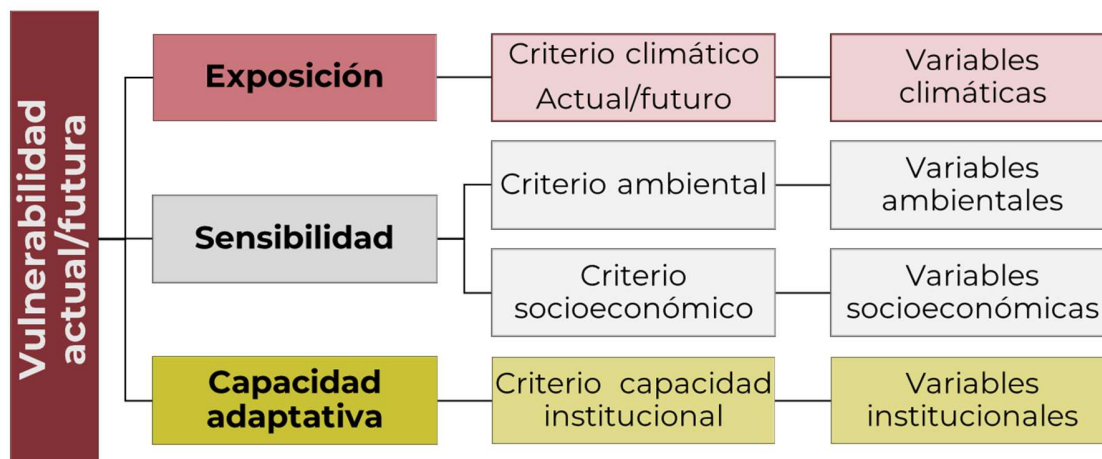 Vulnerabilidad
actual/futura
Exposición
Criterio climático
Actual/futuro
Variables
climáticas
Sensibilidad
Criterio ambiental
Variables
ambientales
Criterio
socioeconómico
Variables
socioeconómicas
Capacidad
adaptativa
Criterio capacidad
institucional
Variables
institucionales